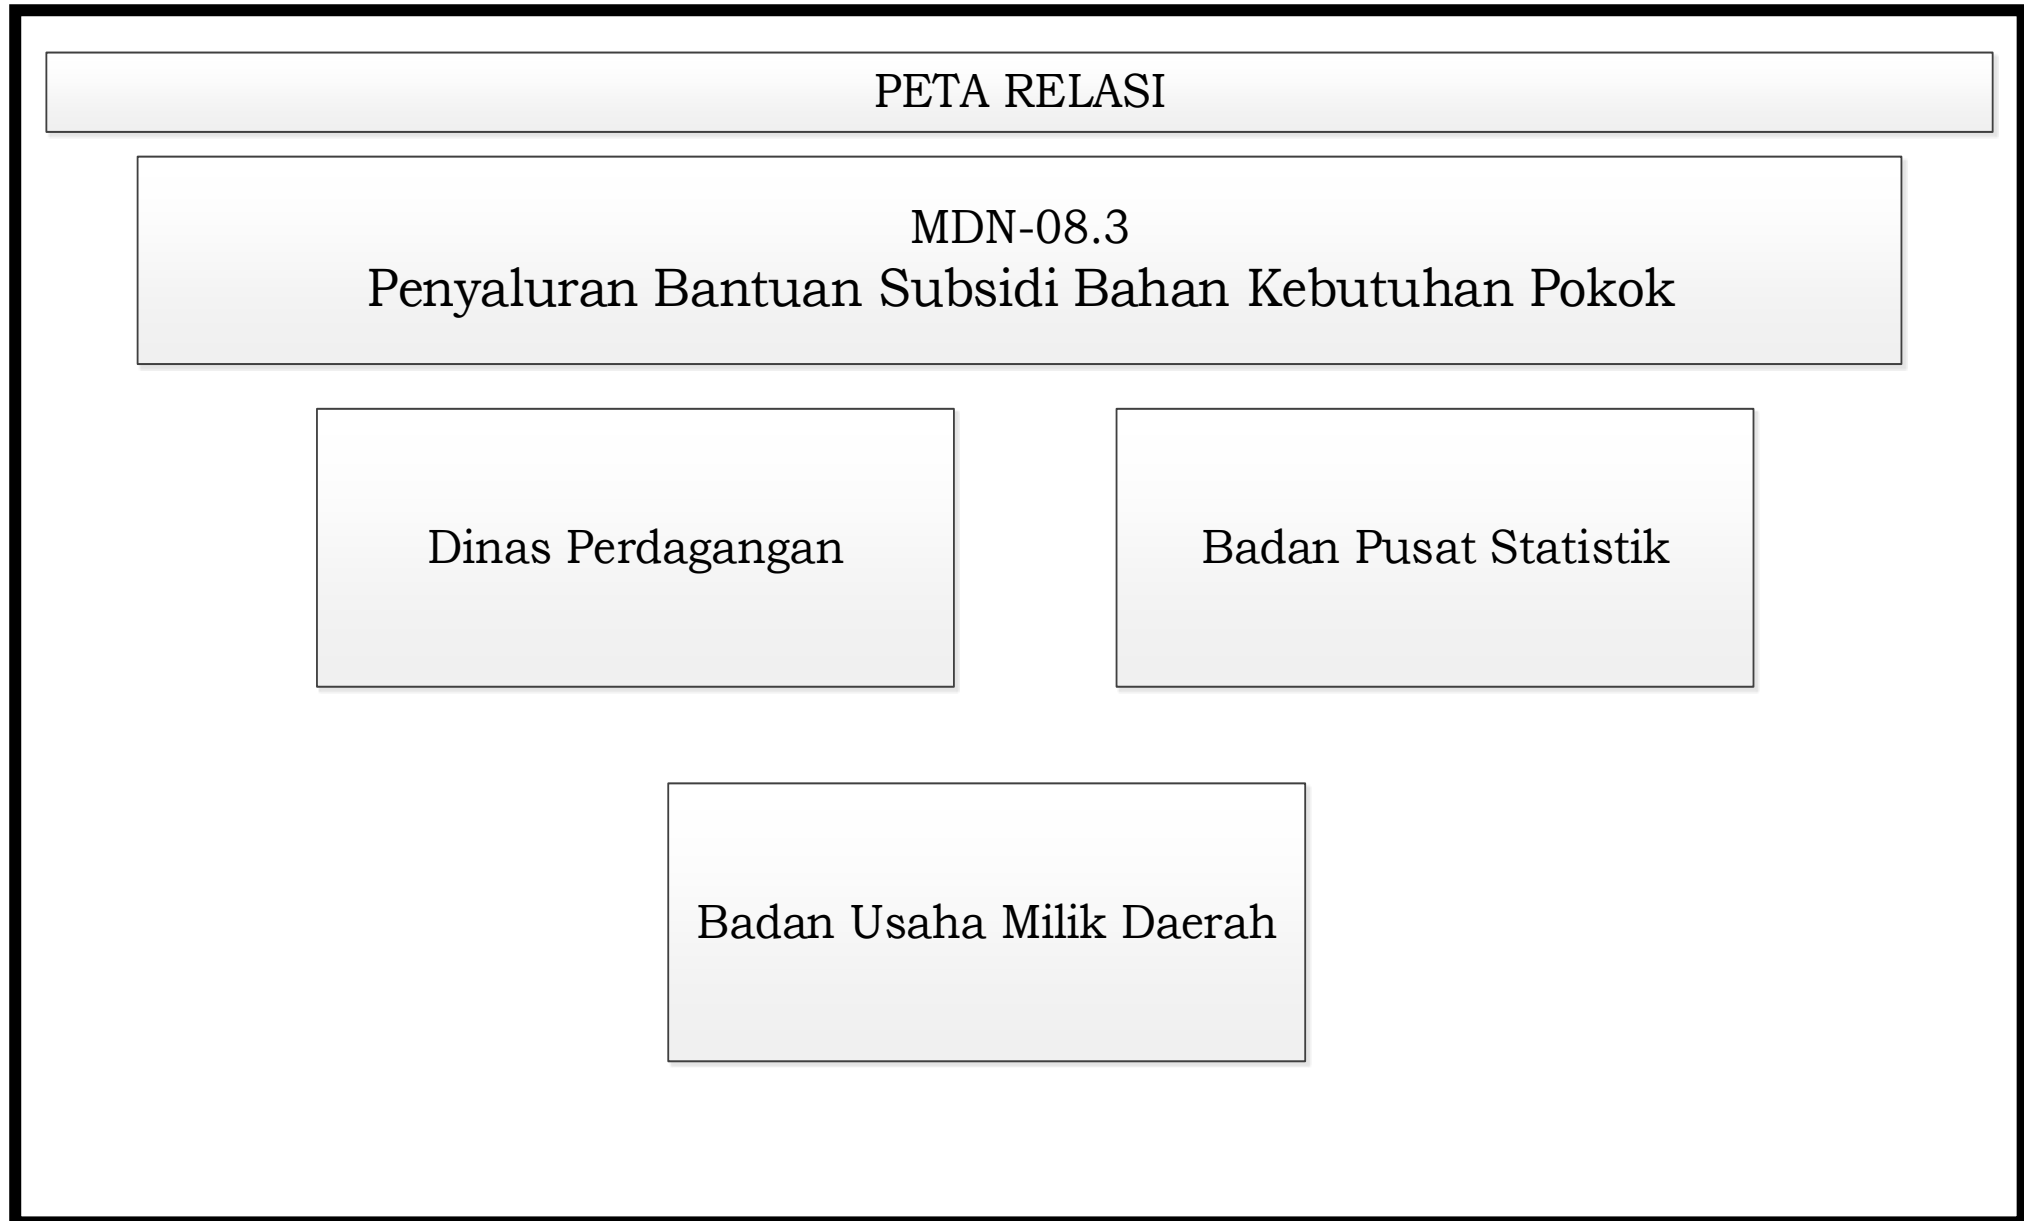 PETA RELASI
MDN-08.3
Penyaluran Bantuan Subsidi Bahan Kebutuhan Pokok
Dinas Perdagangan
Badan Pusat Statistik
Badan Usaha Milik Daerah